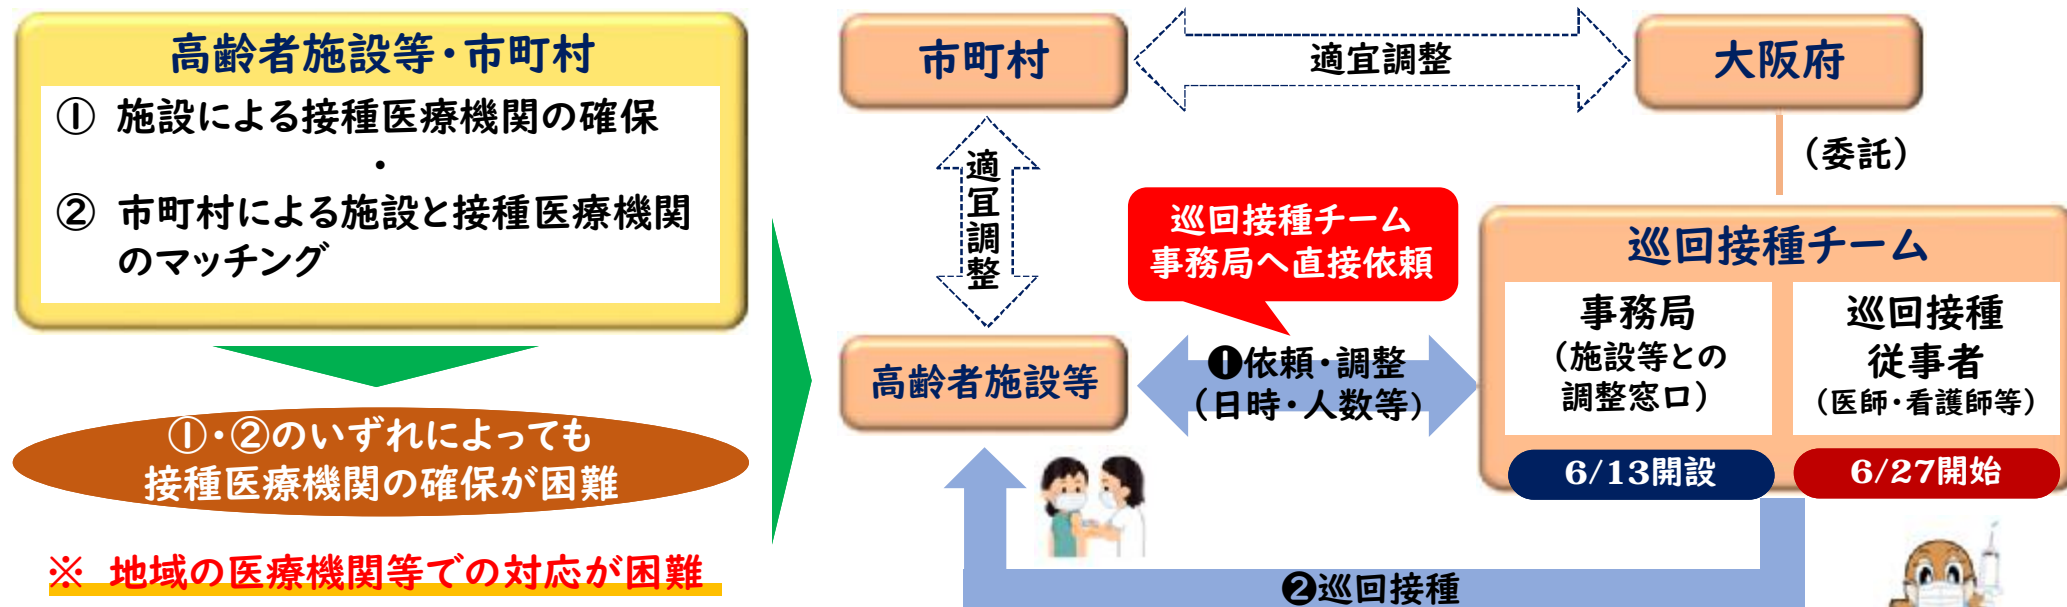 高齢者施設等・市町村
① 施設による接種医療機関の確保
・
② 市町村による施設と接種医療機関
のマッチング
①・②のいずれによっても
接種医療機関の確保が困難
※ 地域の医療機関等での対応が困難
市町村
適宜調整
大阪府
(委託)
適宜調整
巡回接種チーム
事務局へ直接依頼
高齢者施設等
❶依頼・調整
(日時・人数等)
巡回接種チーム
事務局
(施設等との
調整窓口)
6/13開設
巡回接種
従事者
(医師・看護師等)
6/27開始
❷巡回接種